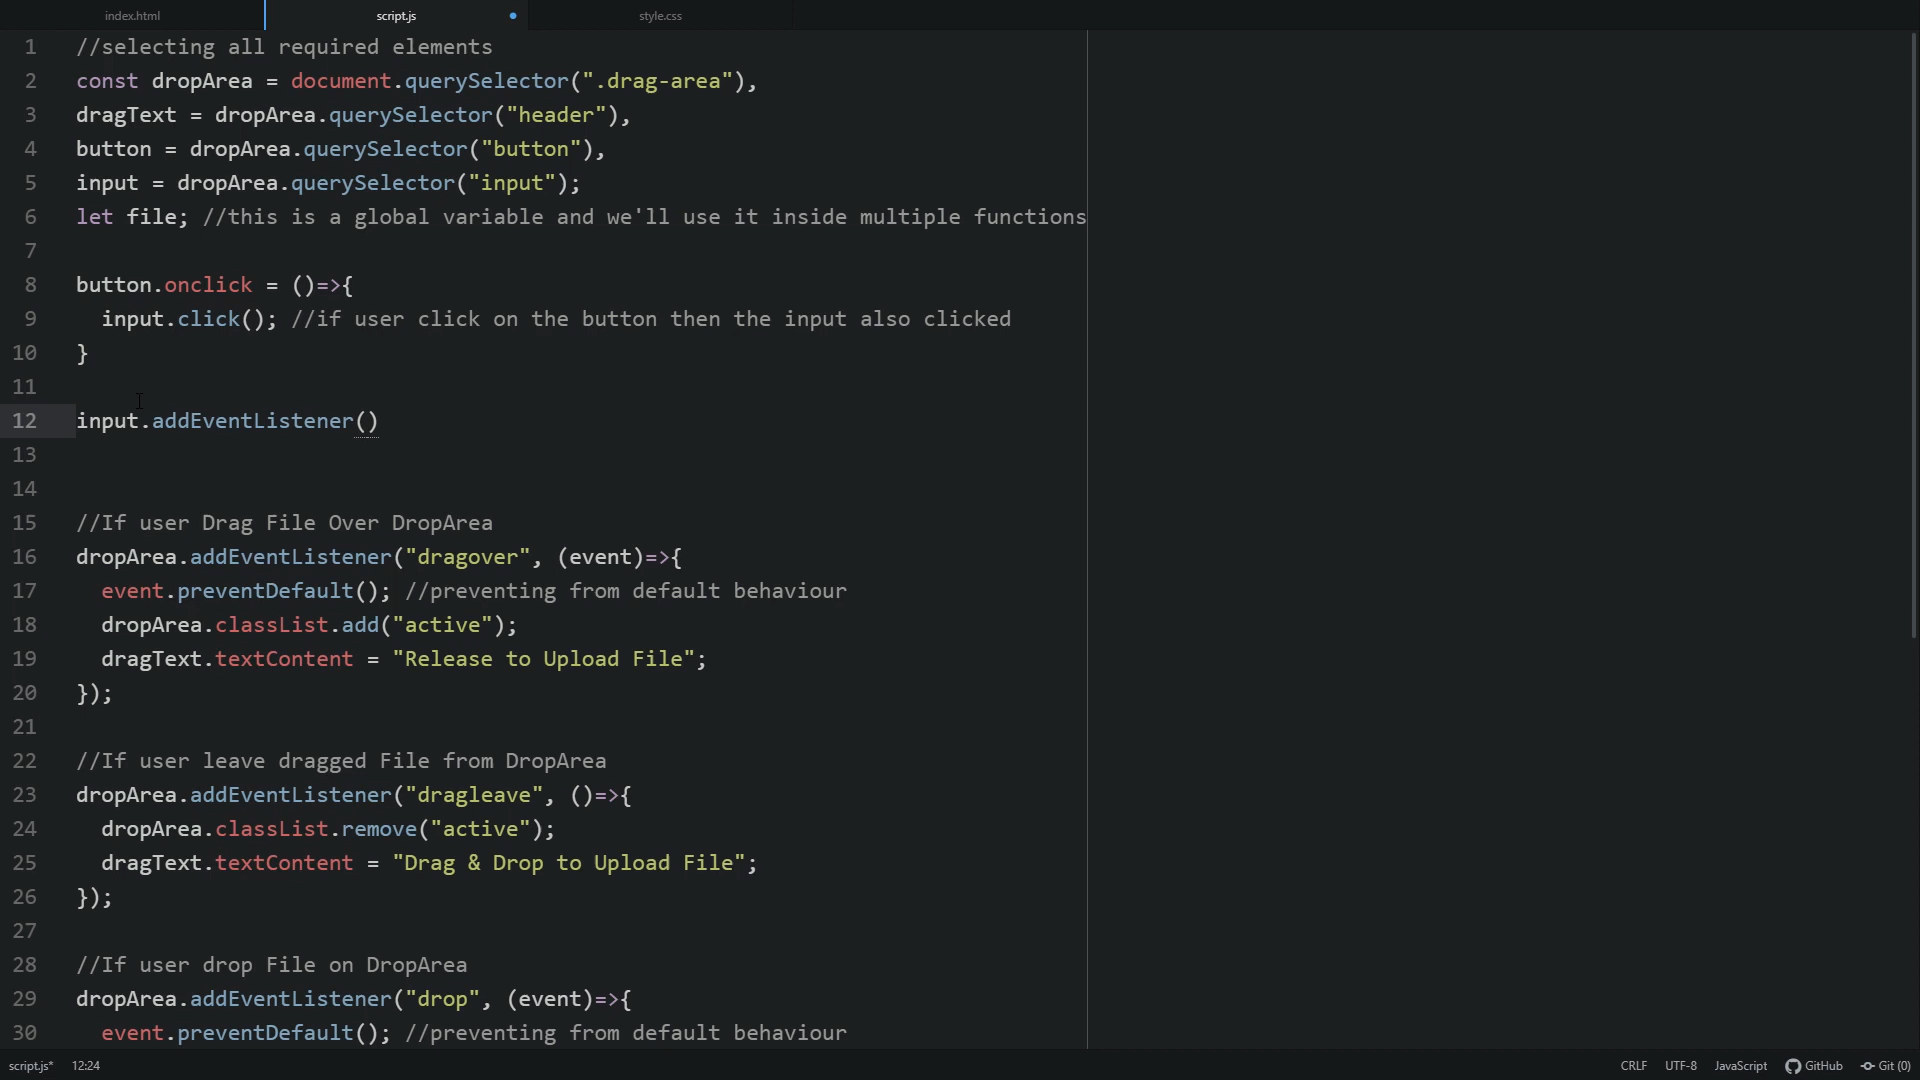 index.html script.js style.css
1 //selecting all required elements
2 const dropArea = document.querySelector(".drag-area"),
3 dragText = dropArea.querySelector("header"),
4 button = dropArea.querySelector("button"),
5 input = dropArea.querySelector("input");
6 let file; //this is a global variable and we'll use it inside multiple functions
7
8 button.onclick = ()=>{
9   input.click(); //if user click on the button then the input also clicked
10 }
11
12 input.addEventListener()
13
14
15 //If user Drag File Over DropArea
16 dropArea.addEventListener("dragover", (event)=>{
17   event.preventDefault(); //preventing from default behaviour
18   dropArea.classList.add("active");
19   dragText.textContent = "Release to Upload File";
20 });
21
22 //If user leave dragged File from DropArea
23 dropArea.addEventListener("dragleave", ()=>{
24   dropArea.classList.remove("active");
25   dragText.textContent = "Drag & Drop to Upload File";
26 });
27
28 //If user drop File on DropArea
29 dropArea.addEventListener("drop", (event)=>{
30   event.preventDefault(); //preventing from default behaviour
script.js* 12:24 CRLF UTF-8 JavaScript GitHub Git (0)